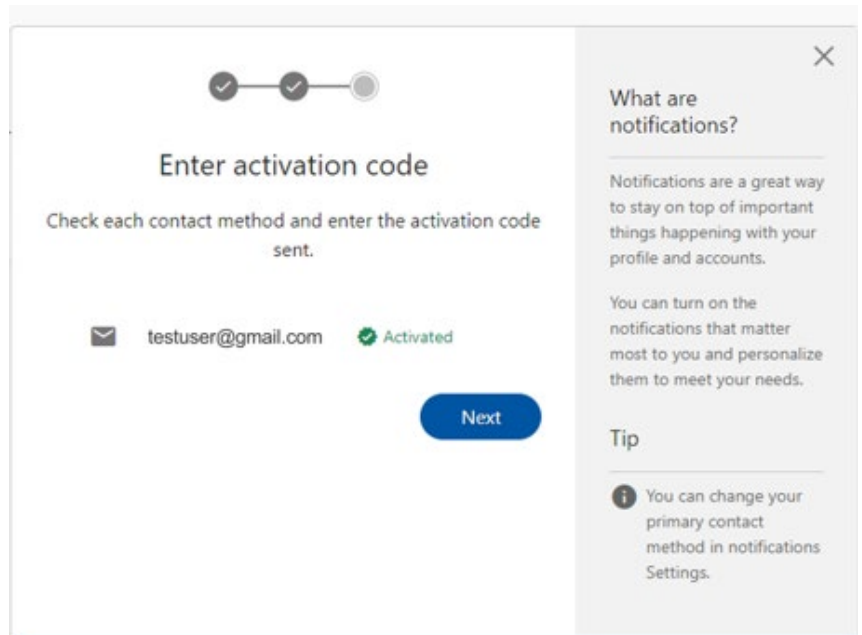 Enter activation code
Check each contact method and enter the activation code
sent.
testuser@gmail.com Activated
Next
What are
notifications?
Notifications are a great way
to stay on top of important
things happening with your
profile and accounts.
You can turn on the
notifications that matter
most to you and personalize
them to meet your needs.
Tip
You can change your
primary contact
method in notifications
Settings.